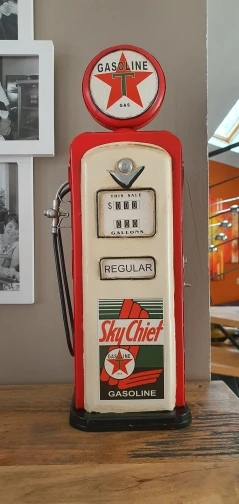 GASOLINE
T
GAS
THIS SALE
$
GALLONS
REGULAR
Sky Chief
GASOLINE
T
GASOLINE